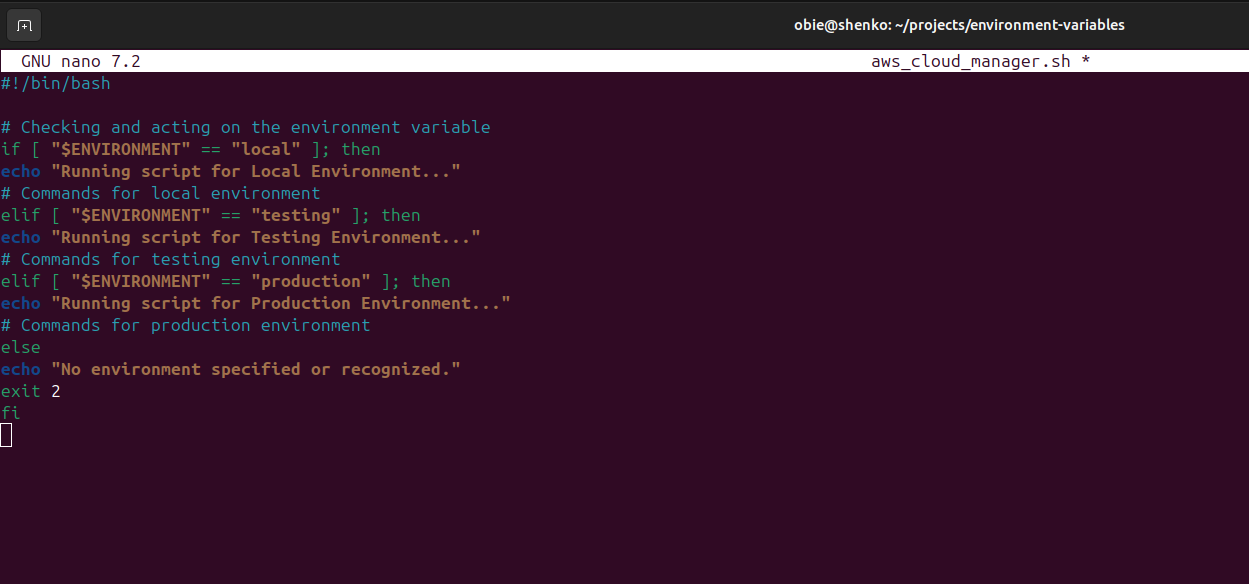 obie@shenko: ~/projects/environment-variables
GNU nano 7.2 aws_cloud_manager.sh *
#!/bin/bash
# Checking and acting on the environment variable
if [ "$ENVIRONMENT" == "local" ]; then
echo "Running script for Local Environment..."
# Commands for local environment
elif [ "$ENVIRONMENT" == "testing" ]; then
echo "Running script for Testing Environment..."
# Commands for testing environment
elif [ "$ENVIRONMENT" == "production" ]; then
echo "Running script for Production Environment..."
# Commands for production environment
else
echo "No environment specified or recognized."
exit 2
fi